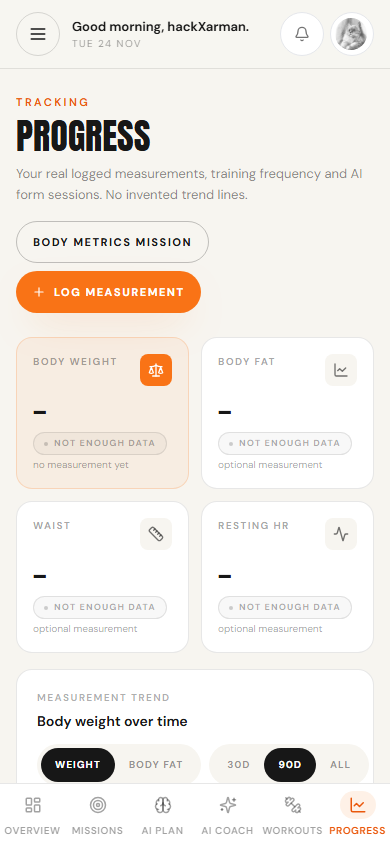 Good morning, hackXarman.
TUE 24 NOV
TRACKING
PROGRESS
Your real logged measurements, training frequency and AI
form sessions. No invented trend lines.
BODY METRICS MISSION
+ LOG MEASUREMENT
BODY WEIGHT
–
NOT ENOUGH DATA
no measurement yet
BODY FAT
–
NOT ENOUGH DATA
optional measurement
WAIST
–
NOT ENOUGH DATA
optional measurement
RESTING HR
–
NOT ENOUGH DATA
optional measurement
MEASUREMENT TREND
Body weight over time
WEIGHT BODY FAT 30D 90D ALL
OVERVIEW MISSIONS AI PLAN AI COACH WORKOUTS PROGRESS